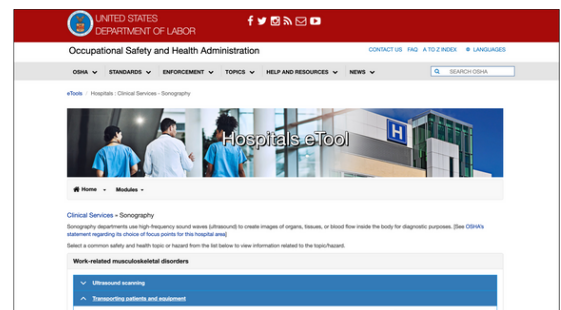 UNITED STATES
DEPARTMENT OF LABOR
Occupational Safety and Health Administration
CONTACT US FAQ A TO Z INDEX LANGUAGES
OSHA STANDARDS ENFORCEMENT TOPICS HELP AND RESOURCES NEWS SEARCH OSHA
eTools / Hospitals : Clinical Services - Sonography
Hospitals eTool
H
Home Modules
Clinical Services » Sonography
Sonography departments use high-frequency sound waves (ultrasound) to create images of organs, tissues, or blood flow inside the body for diagnostic purposes. [See OSHA's
statement regarding its choice of focus points for this hospital area]
Select a common safety and health topic or hazard from the list below to view information related to the topic/hazard.
Work-related musculoskeletal disorders
Ultrasound scanning
Transporting patients and equipment